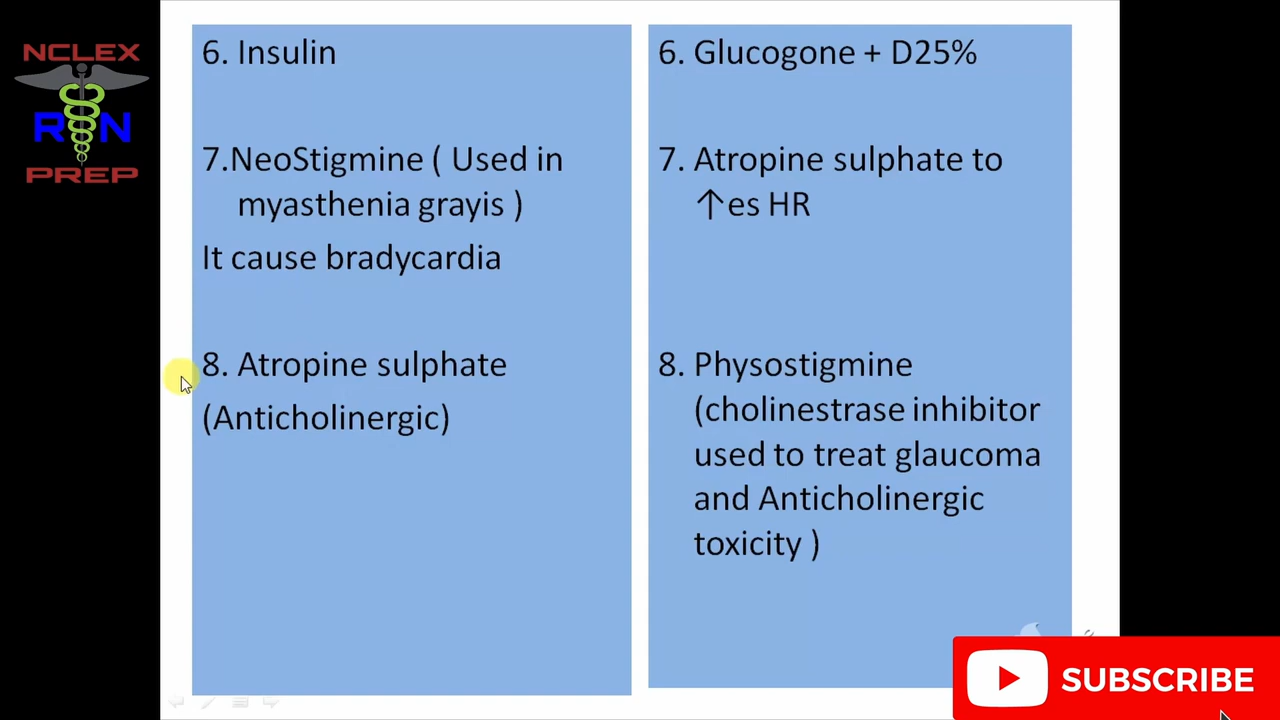 NCLEX
RN
PREP
6. Insulin
7.NeoStigmine ( Used in
myasthenia grayis )
It cause bradycardia
8. Atropine sulphate
(Anticholinergic)
6. Glucogone + D25%
7. Atropine sulphate to
↑es HR
8. Physostigmine
(cholinestrase inhibitor
used to treat glaucoma
and Anticholinergic
toxicity )
SUBSCRIBE